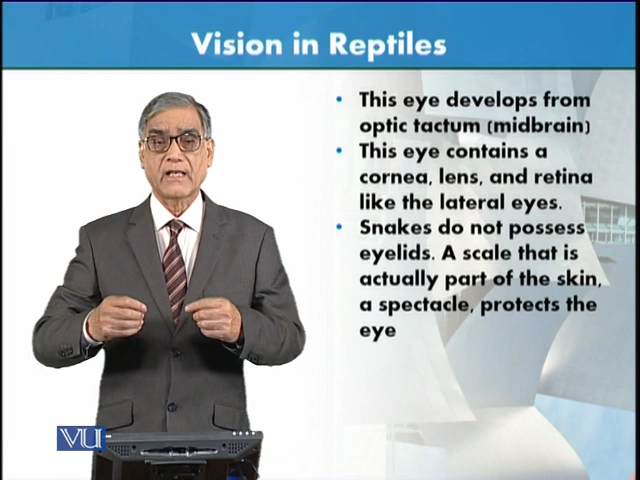 Vision in Reptiles
• This eye develops from
optic tactum (midbrain)
• This eye contains a
cornea, lens, and retina
like the lateral eyes.
• Snakes do not possess
eyelids. A scale that is
actually part of the skin,
a spectacle, protects the
eye
VU